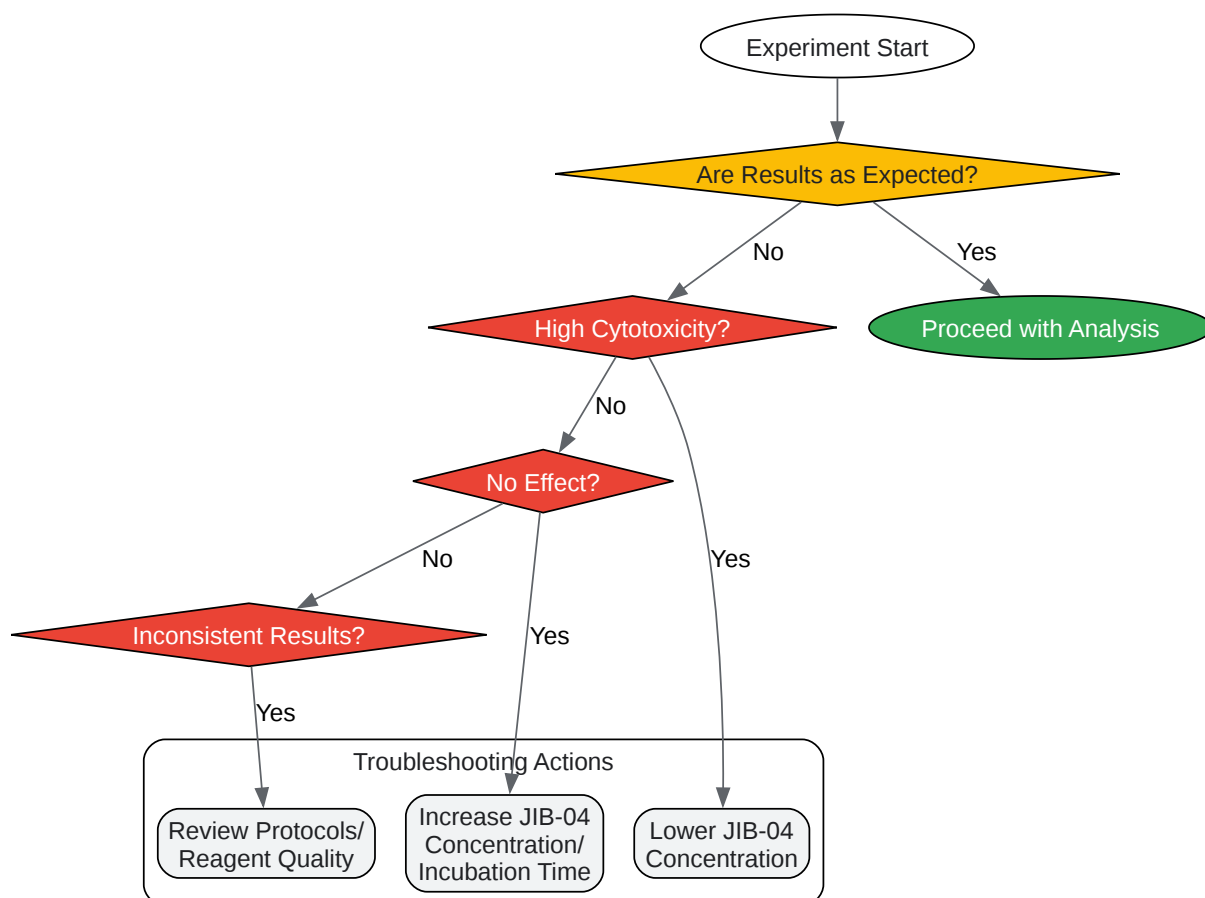 Experiment Start
Are Results as Expected?
No
Yes
High Cytotoxicity?
Proceed with Analysis
No
No Effect?
No
Yes
Inconsistent Results?
Yes
Yes
Troubleshooting Actions
Review Protocols/
Reagent Quality
Increase JIB-04
Concentration/
Incubation Time
Lower JIB-04
Concentration